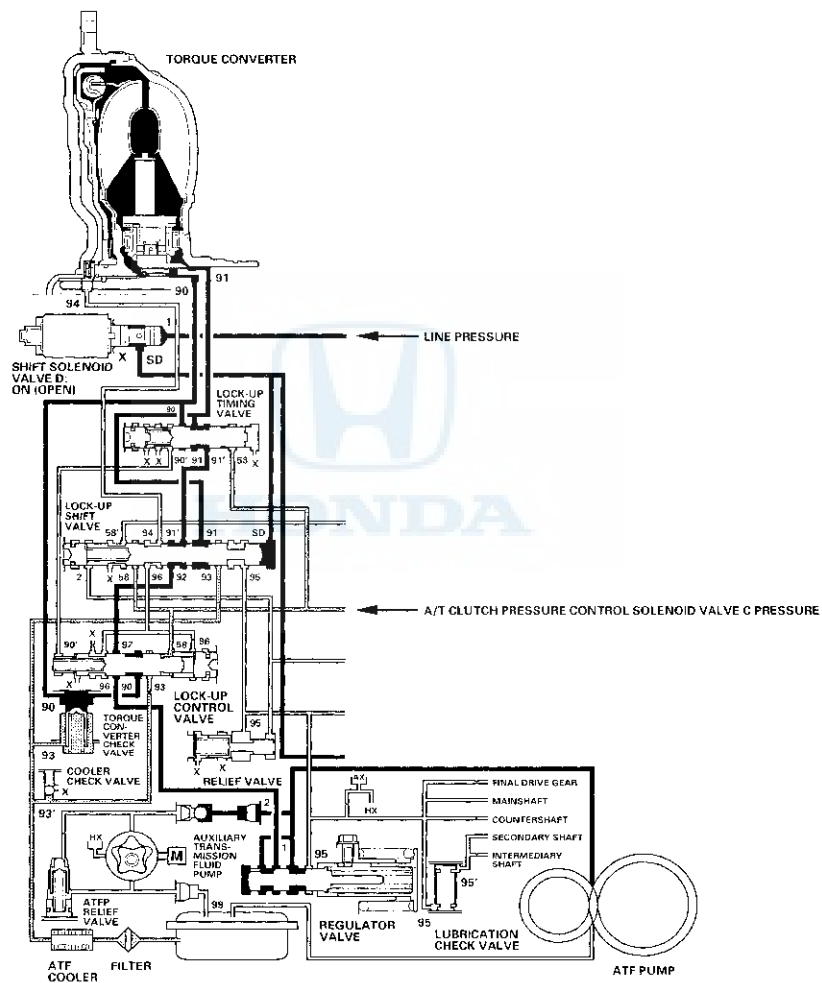 TORQUE CONVERTER
91
90
94
1
LINE PRESSURE
X
SD
SHIFT SOLENOID
VALVE D:
ON (OPEN)
LOCK-UP
TIMING
VALVE
90
X X 90' 91 91' 53 X
HONDA
LOCK-UP
SHIFT
VALVE
58' 94 91' 91 SD
2 X 58 96 92 93 95
A/T CLUTCH PRESSURE CONTROL SOLENOID VALVE C PRESSURE
90' X 97 58 96
X 96 90 93
90
LOCK-UP
CONTROL
VALVE
TORQUE
CON-
VERTER
CHECK
VALVE
95
93
X X
RELIEF VALVE
COOLER
CHECK VALVE
X
93'
AX
HX
FINAL DRIVE GEAR
MAINSHAFT
COUNTERSHAFT
SECONDARY SHAFT
INTERMEDIARY
SHAFT
2
HX
M
AUXILIARY
TRANS-
MISSION
FLUID
PUMP
1
95
95'
ATFP
RELIEF
VALVE
99
REGULATOR
VALVE
95
LUBRICATION
CHECK VALVE
ATF
COOLER
FILTER
ATF PUMP